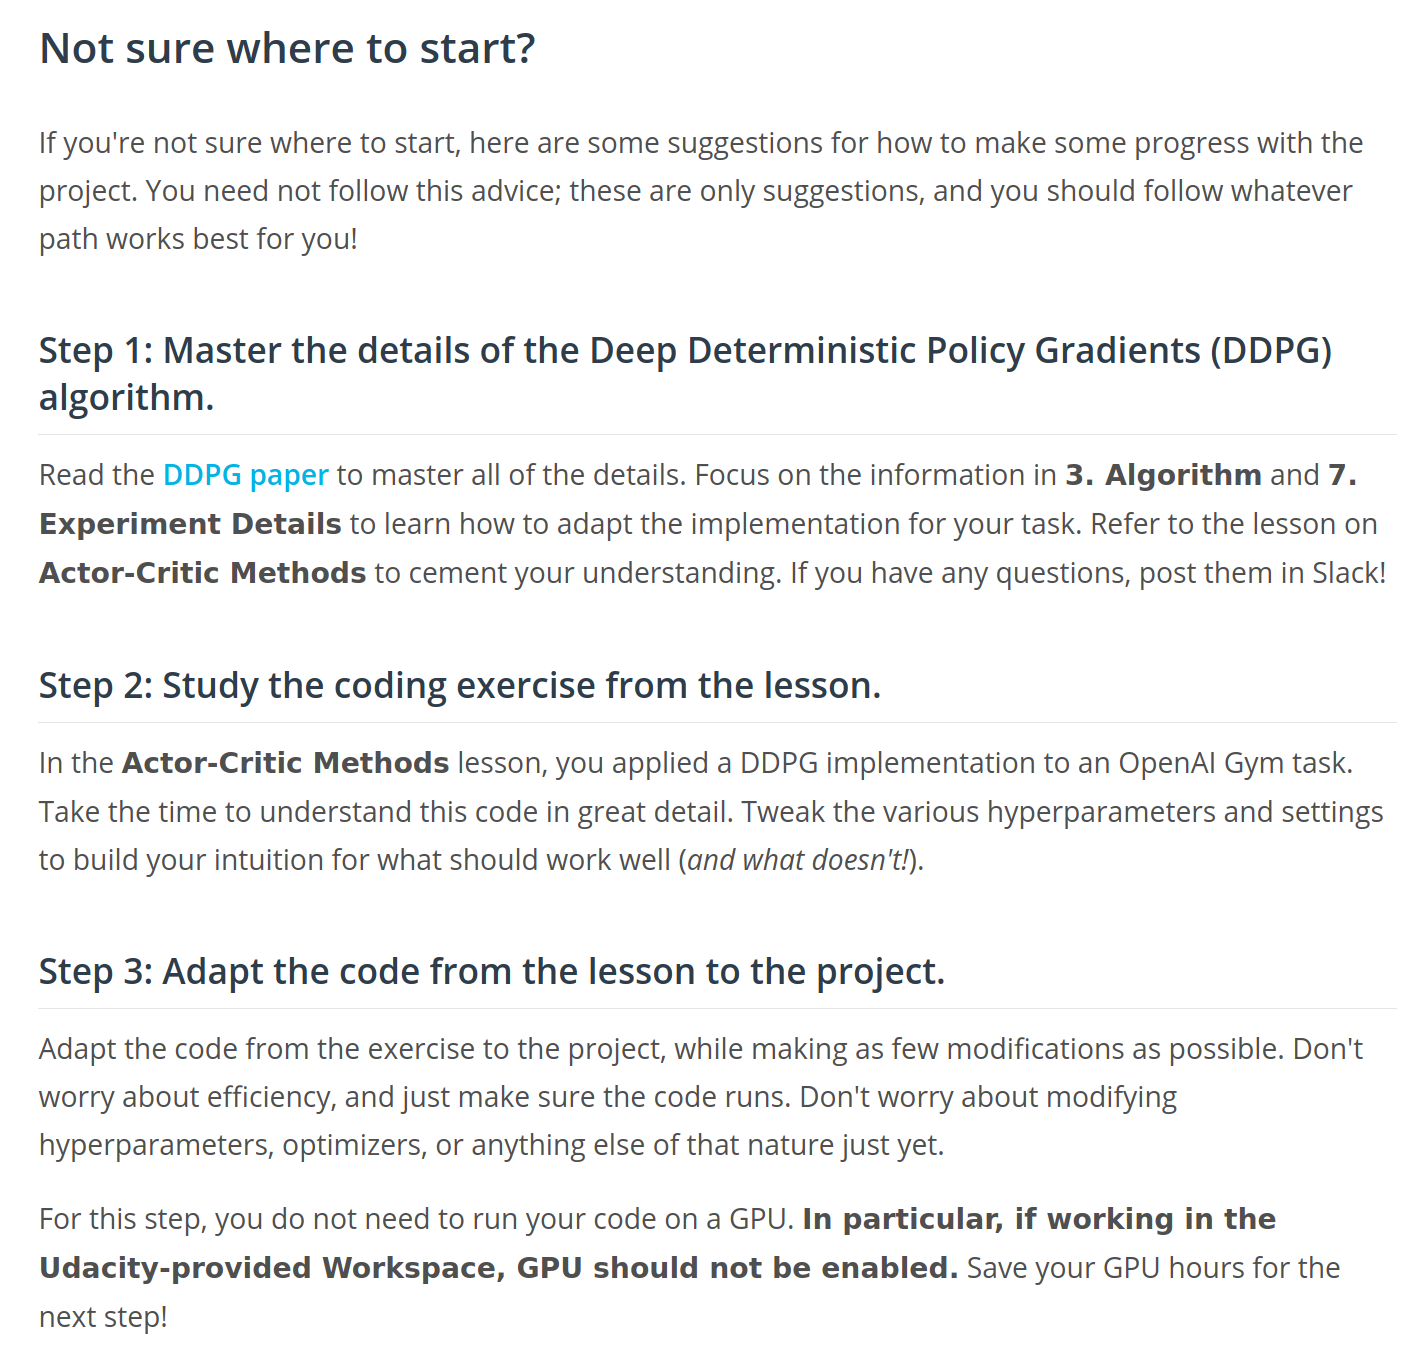 Not sure where to start?
If you're not sure where to start, here are some suggestions for how to make some progress with the
project. You need not follow this advice; these are only suggestions, and you should follow whatever
path works best for you!
Step 1: Master the details of the Deep Deterministic Policy Gradients (DDPG)
algorithm.
Read the DDPG paper to master all of the details. Focus on the information in 3. Algorithm and 7.
Experiment Details to learn how to adapt the implementation for your task. Refer to the lesson on
Actor-Critic Methods to cement your understanding. If you have any questions, post them in Slack!
Step 2: Study the coding exercise from the lesson.
In the Actor-Critic Methods lesson, you applied a DDPG implementation to an OpenAI Gym task.
Take the time to understand this code in great detail. Tweak the various hyperparameters and settings
to build your intuition for what should work well (and what doesn't!).
Step 3: Adapt the code from the lesson to the project.
Adapt the code from the exercise to the project, while making as few modifications as possible. Don't
worry about efficiency, and just make sure the code runs. Don't worry about modifying
hyperparameters, optimizers, or anything else of that nature just yet.
For this step, you do not need to run your code on a GPU. In particular, if working in the
Udacity-provided Workspace, GPU should not be enabled. Save your GPU hours for the
next step!